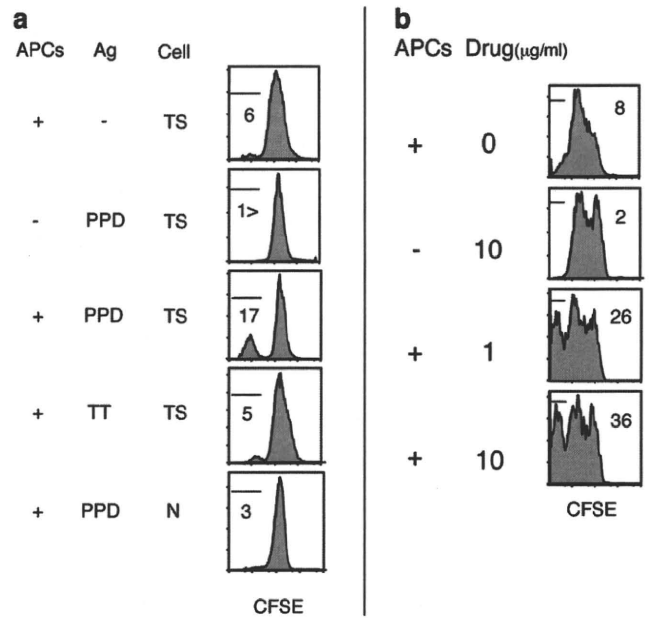 a
APCs Ag Cell
+ - TS 6
- PPD TS 1>
+ PPD TS 17
+ TT TS 5
+ PPD N 3
CFSE
b
APCs Drug(µg/ml)
+ 0 8
- 10 2
+ 1 26
+ 10 36
CFSE